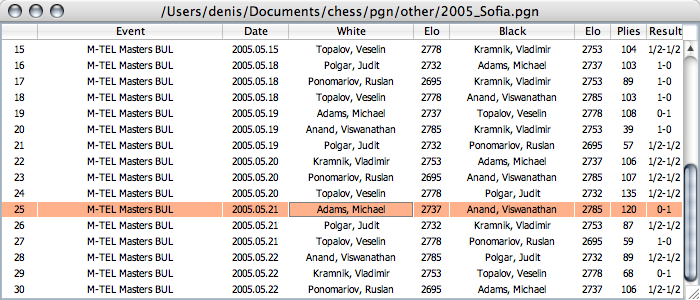 /Users/denis/Documents/chess/pgn/other/2005_Sofia.pgn
Event Date White Elo Black Elo Plies Result
15 M-TEL Masters BUL 2005.05.15 Topalov, Veselin 2778 Kramnik, Vladimir 2753 104 1/2-1/2
16 M-TEL Masters BUL 2005.05.18 Polgar, Judit 2732 Adams, Michael 2737 103 1-0
17 M-TEL Masters BUL 2005.05.18 Ponomariov, Ruslan 2695 Kramnik, Vladimir 2753 89 1-0
18 M-TEL Masters BUL 2005.05.18 Topalov, Veselin 2778 Anand, Viswanathan 2785 103 1-0
19 M-TEL Masters BUL 2005.05.19 Adams, Michael 2737 Topalov, Veselin 2778 108 0-1
20 M-TEL Masters BUL 2005.05.19 Anand, Viswanathan 2785 Kramnik, Vladimir 2753 39 1-0
21 M-TEL Masters BUL 2005.05.19 Polgar, Judit 2732 Ponomariov, Ruslan 2695 57 1/2-1/2
22 M-TEL Masters BUL 2005.05.20 Kramnik, Vladimir 2753 Adams, Michael 2737 106 1/2-1/2
23 M-TEL Masters BUL 2005.05.20 Ponomariov, Ruslan 2695 Anand, Viswanathan 2785 107 1/2-1/2
24 M-TEL Masters BUL 2005.05.20 Topalov, Veselin 2778 Polgar, Judit 2732 135 1/2-1/2
25 M-TEL Masters BUL 2005.05.21 Adams, Michael 2737 Anand, Viswanathan 2785 120 0-1
26 M-TEL Masters BUL 2005.05.21 Polgar, Judit 2732 Kramnik, Vladimir 2753 87 1/2-1/2
27 M-TEL Masters BUL 2005.05.21 Topalov, Veselin 2778 Ponomariov, Ruslan 2695 59 1-0
28 M-TEL Masters BUL 2005.05.22 Anand, Viswanathan 2785 Polgar, Judit 2732 89 1/2-1/2
29 M-TEL Masters BUL 2005.05.22 Kramnik, Vladimir 2753 Topalov, Veselin 2778 68 0-1
30 M-TEL Masters BUL 2005.05.22 Ponomariov, Ruslan 2695 Adams, Michael 2737 106 1/2-1/2